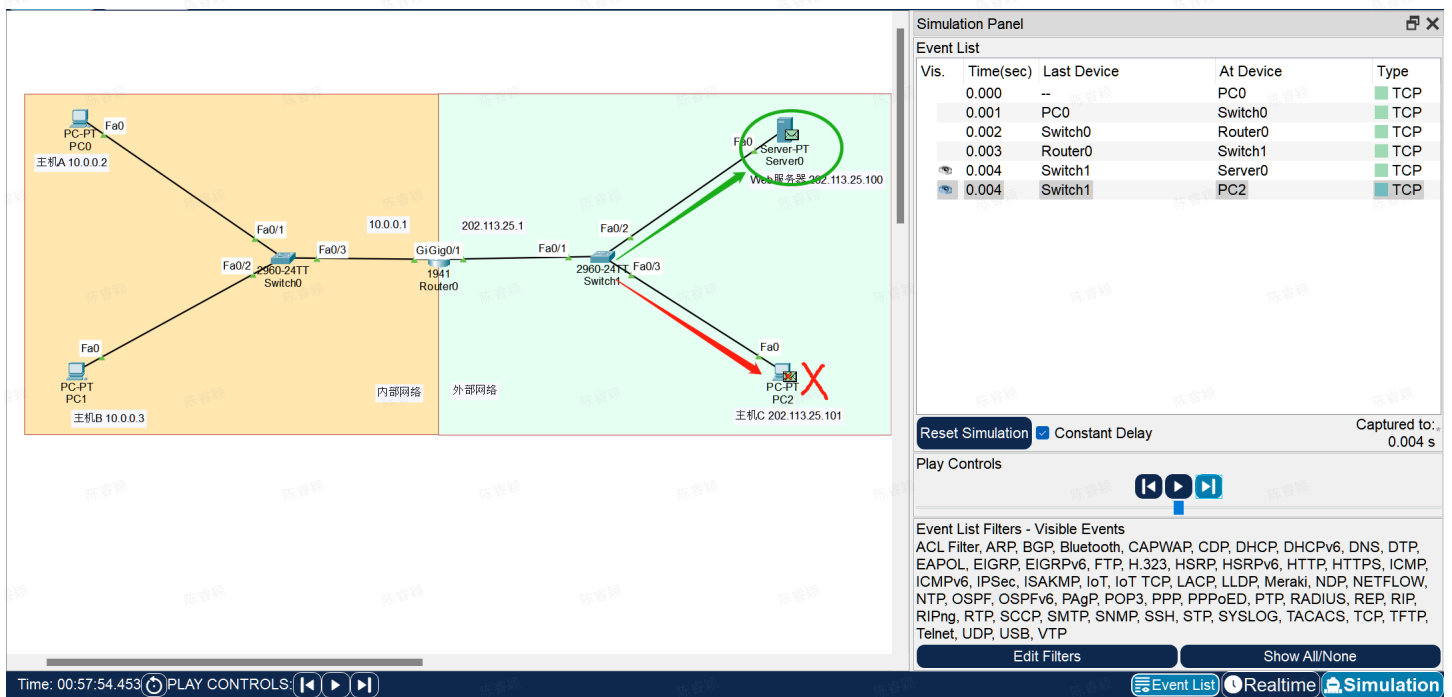 Simulation Panel
Event List
Vis. Time(sec) Last Device At Device Type
0.000 -- PC0 TCP
0.001 PC0 Switch0 TCP
0.002 Switch0 Router0 TCP
0.003 Router0 Switch1 TCP
0.004 Switch1 Server0 TCP
0.004 Switch1 PC2 TCP
Fa0
PC-PT
PC0
主机A 10.0.0.2
Fa0
Server-PT
Server0
Web服务器 202.113.25.100
Fa0/1
10.0.0.1
202.113.25.1
Fa0/2
Fa0/3
Fa0/2
2960-24TT
Switch0
GiGig0/1
1941
Router0
Fa0/1
2960-24TT
Switch1
Fa0/3
Fa0
PC-PT
PC1
主机B 10.0.0.3
内部网络
外部网络
Fa0
PC-PT
PC2
主机C 202.113.25.101
Reset Simulation
Constant Delay
Captured to:
0.004 s
Play Controls
Event List Filters - Visible Events
ACL Filter, ARP, BGP, Bluetooth, CAPWAP, CDP, DHCP, DHCPv6, DNS, DTP,
EAPOL, EIGRP, EIGRPv6, FTP, H.323, HSRP, HSRPv6, HTTP, HTTPS, ICMP,
ICMPv6, IPSec, ISAKMP, IoT, IoT TCP, LACP, LLDP, Meraki, NDP, NETFLOW,
NTP, OSPF, OSPFv6, PAgP, POP3, PPP, PPPoED, PTP, RADIUS, REP, RIP,
RIPng, RTP, SCCP, SMTP, SNMP, SSH, STP, SYSLOG, TACACS, TCP, TFTP,
Telnet, UDP, USB, VTP
Edit Filters
Show All/None
Time: 00:57:54.453
PLAY CONTROLS:
Event List
Realtime
Simulation